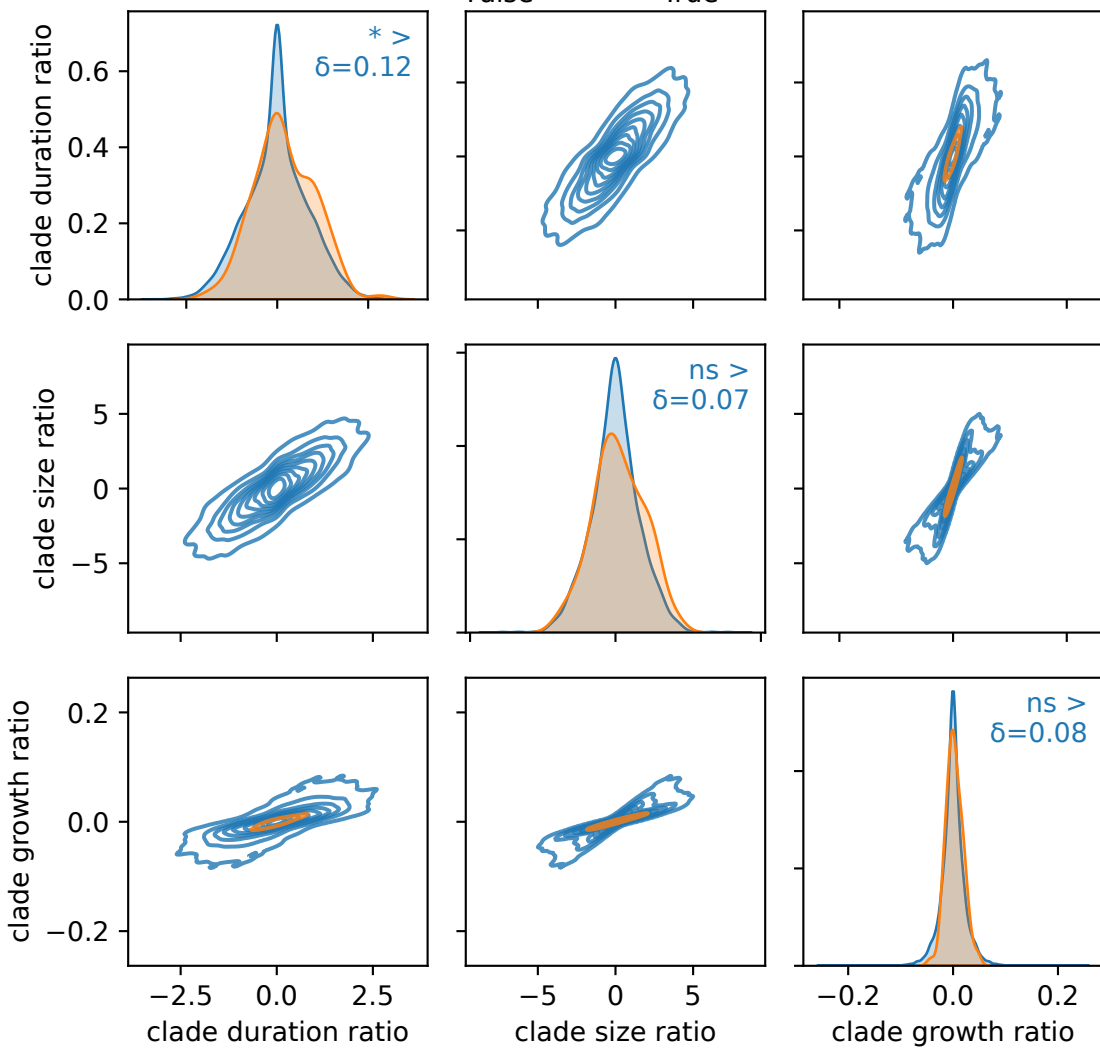 clade duration ratio
0.6
0.4
0.2
0.0
* >
δ=0.12
clade size ratio
5
0
−5
ns >
δ=0.07
clade growth ratio
0.2
0.0
−0.2
ns >
δ=0.08
−2.5 0.0 2.5
−5 0 5
−0.2 0.0 0.2
clade duration ratio
clade size ratio
clade growth ratio